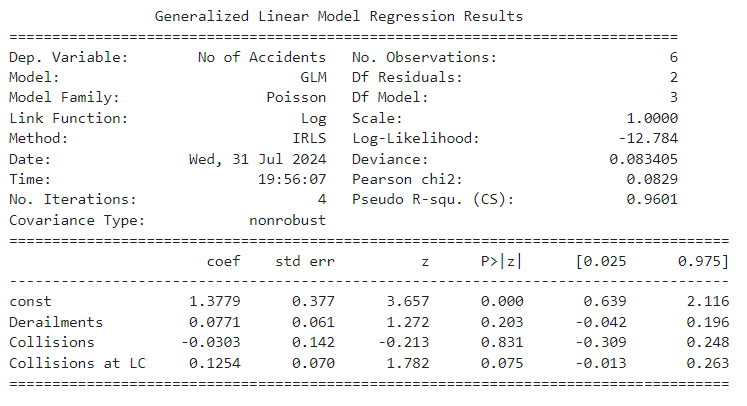 Generalized Linear Model Regression Results
==============================================================================
Dep. Variable: No of Accidents No. Observations: 6
Model: GLM Df Residuals: 2
Model Family: Poisson Df Model: 3
Link Function: Log Scale: 1.0000
Method: IRLS Log-Likelihood: -12.784
Date: Wed, 31 Jul 2024 Deviance: 0.083405
Time: 19:56:07 Pearson chi2: 0.0829
No. Iterations: 4 Pseudo R-squ. (CS): 0.9601
Covariance Type: nonrobust
====================================================================================
coef std err z P>|z| [0.025 0.975]
------------------------------------------------------------------------------------
const 1.3779 0.377 3.657 0.000 0.639 2.116
Derailments 0.0771 0.061 1.272 0.203 -0.042 0.196
Collisions -0.0303 0.142 -0.213 0.831 -0.309 0.248
Collisions at LC 0.1254 0.070 1.782 0.075 -0.013 0.263
====================================================================================